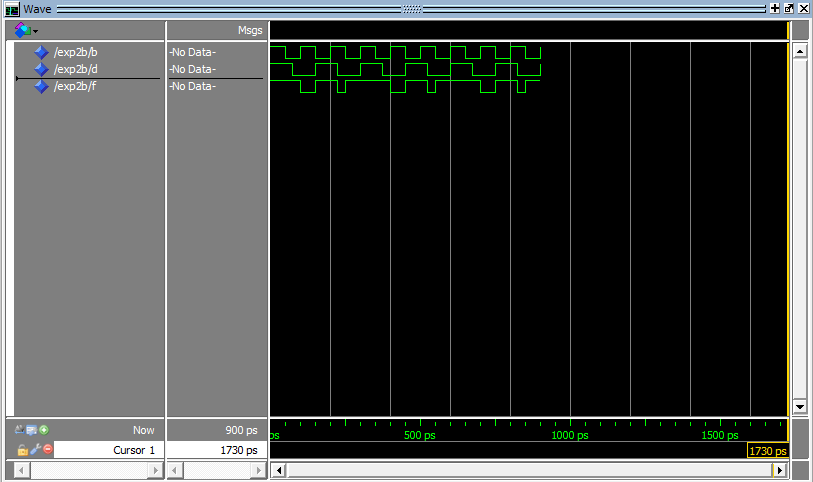 Wave
Msgs
/exp2b/b -No Data-
/exp2b/d -No Data-
/exp2b/f -No Data-
Now 900 ps ps 500 ps 1000 ps 1500 ps
Cursor 1 1730 ps 1730 ps